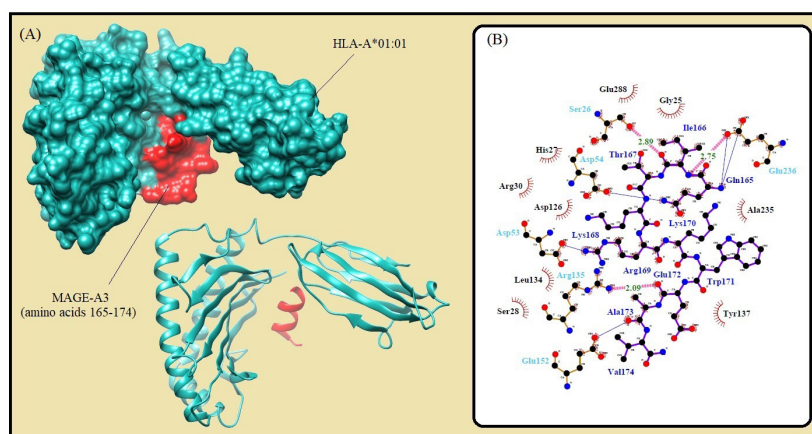 (A)
HLA-A*01:01
MAGE-A3
(amino acids 165-174)
(B)
Glu288
Gly25
Ser26
Ile166
2.89
2.75
Thr167
His27
Asp54
Glu236
Gln165
Arg30
Asp126
Ala235
Lys170
Asp53
Lys168
Arg169
Glu172
Leu134
Arg135
Trp171
2.09
Ser28
Ala173
Tyr137
Glu152
Val174